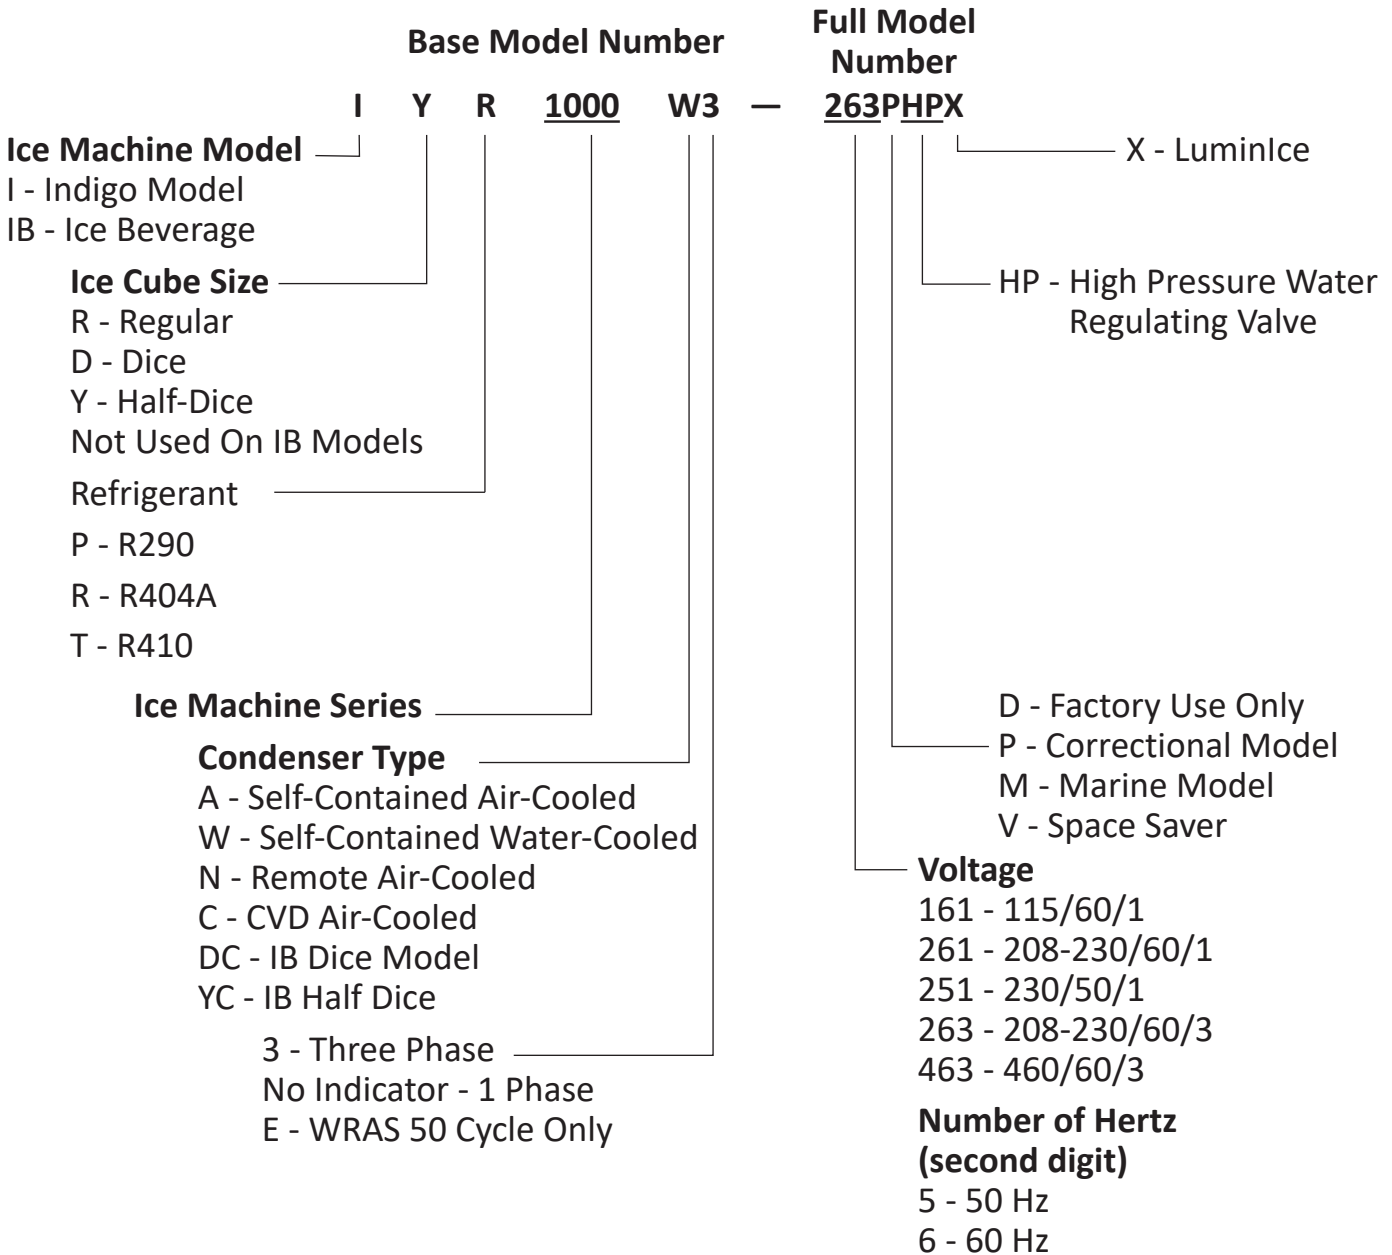 Base Model Number
Full Model
Number
I Y R 1000 W3 — 263PHPX
Ice Machine Model
I - Indigo Model
IB - Ice Beverage
X - LuminIce
Ice Cube Size
R - Regular
D - Dice
Y - Half-Dice
Not Used On IB Models
HP - High Pressure Water
Regulating Valve
Refrigerant
P - R290
R - R404A
T - R410
Ice Machine Series
Condenser Type
A - Self-Contained Air-Cooled
W - Self-Contained Water-Cooled
N - Remote Air-Cooled
C - CVD Air-Cooled
DC - IB Dice Model
YC - IB Half Dice
3 - Three Phase
No Indicator - 1 Phase
E - WRAS 50 Cycle Only
D - Factory Use Only
P - Correctional Model
M - Marine Model
V - Space Saver
Voltage
161 - 115/60/1
261 - 208-230/60/1
251 - 230/50/1
263 - 208-230/60/3
463 - 460/60/3
Number of Hertz
(second digit)
5 - 50 Hz
6 - 60 Hz